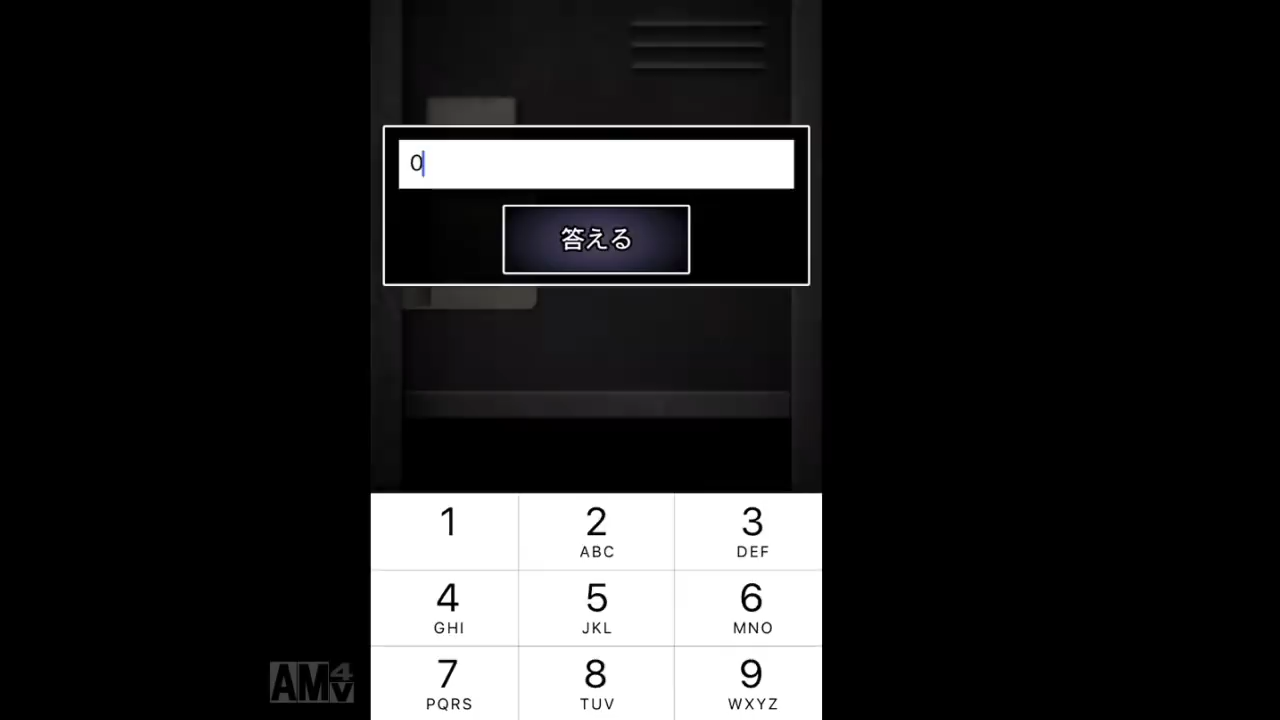 0
答える
1
2
ABC
3
DEF
4
GHI
5
JKL
6
MNO
7
PQRS
8
TUV
9
WXYZ
AM4V